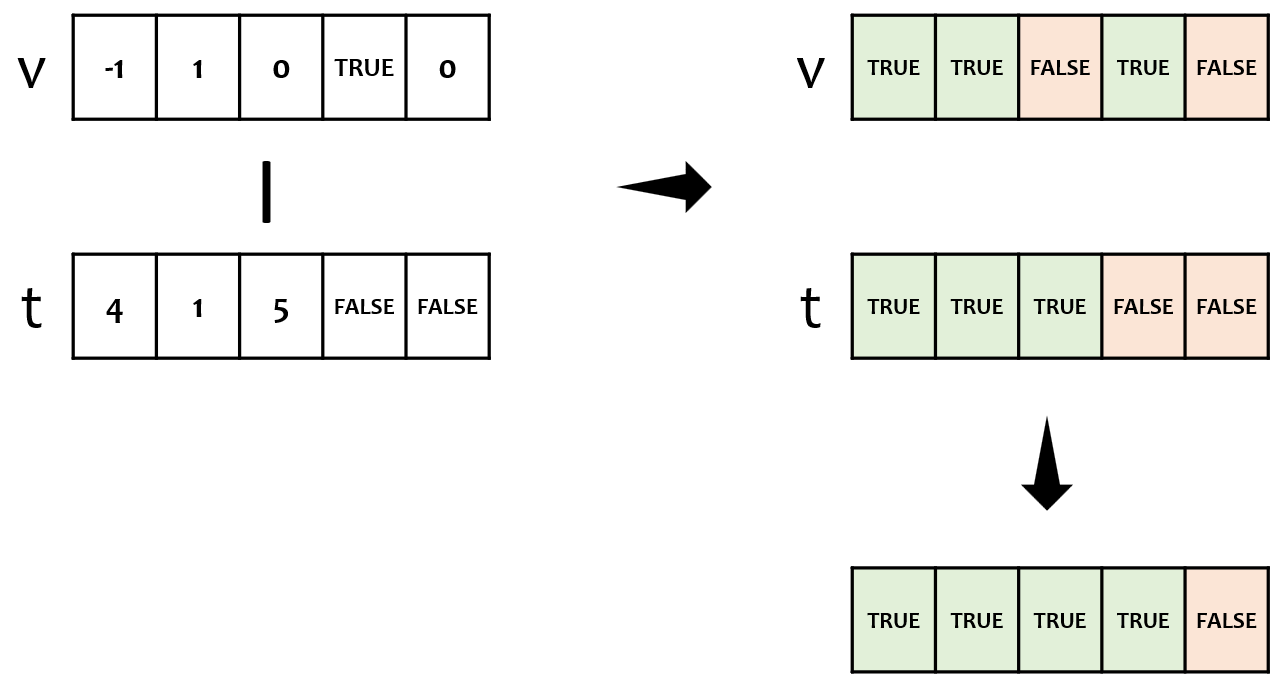 v -1 1 0 TRUE 0 v TRUE TRUE FALSE TRUE FALSE
|
t 4 1 5 FALSE FALSE t TRUE TRUE TRUE FALSE FALSE
TRUE TRUE TRUE TRUE FALSE